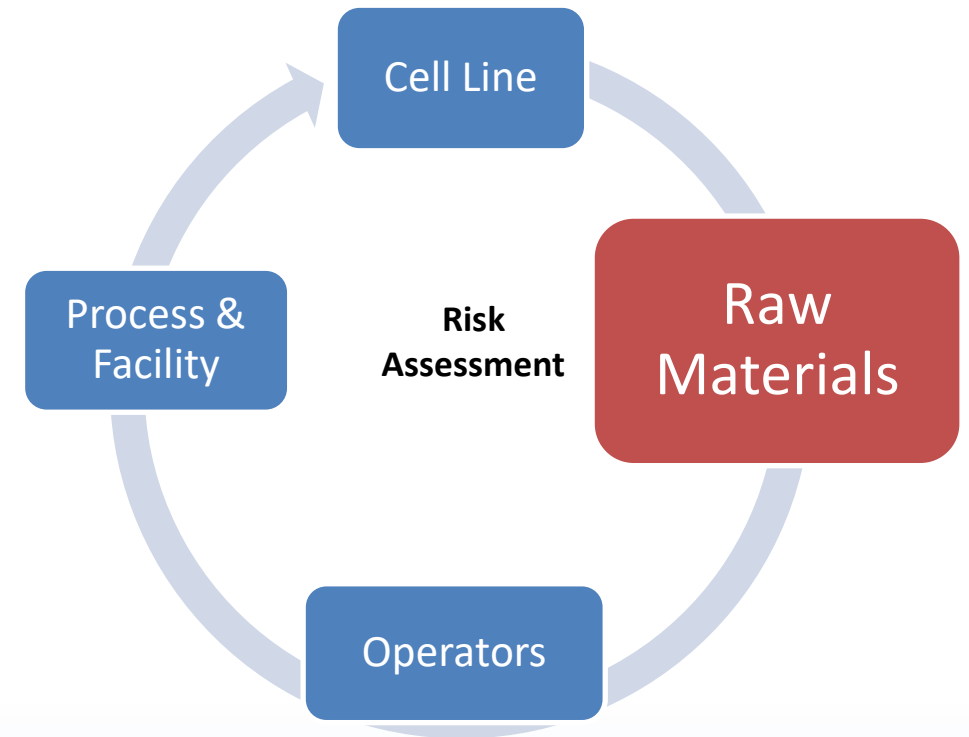 Cell Line
Raw
Materials
Risk
Assessment
Process &
Facility
Operators